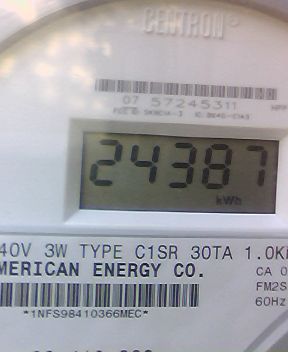 CENTRON®
07 57245311
24387
kWh
40V 3W TYPE C1SR 30TA 1.0K
MERICAN ENERGY CO.
CA 0
FM2S
60Hz
*1NFS98410366MEC*